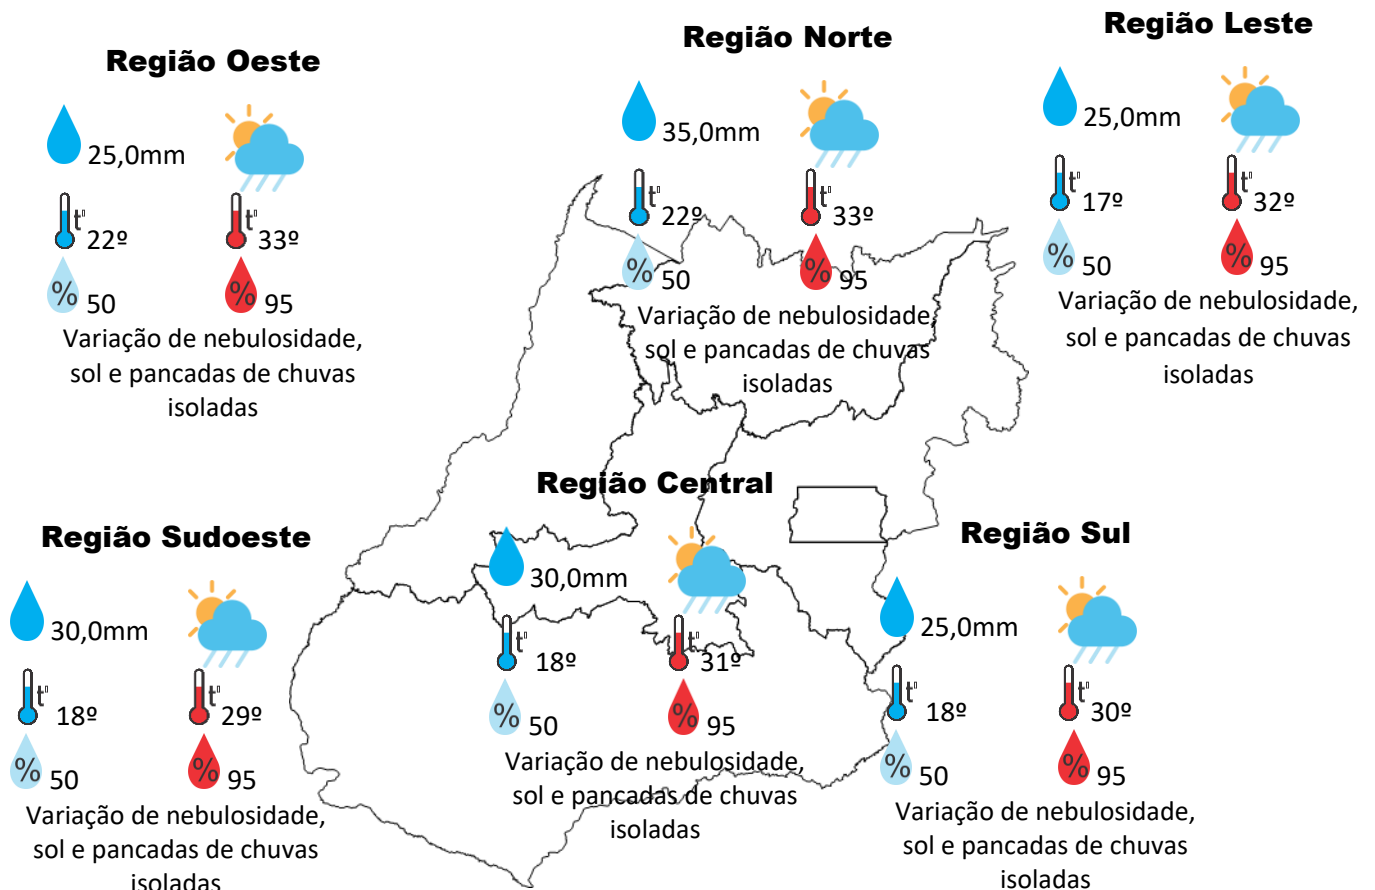 Região Oeste
25,0mm
t°
22º
t°
33º
%
50
%
95
Variação de nebulosidade,
sol e pancadas de chuvas
isoladas
Região Norte
35,0mm
t°
22º
t°
33º
%
50
%
95
Variação de nebulosidade,
sol e pancadas de chuvas
isoladas
Região Leste
25,0mm
t°
17º
t°
32º
%
50
%
95
Variação de nebulosidade,
sol e pancadas de chuvas
isoladas
Região Sudoeste
30,0mm
t°
18º
t°
29º
%
50
%
95
Variação de nebulosidade,
sol e pancadas de chuvas
isoladas
Região Central
30,0mm
t°
18º
t°
31º
%
50
%
95
Variação de nebulosidade,
sol e pancadas de chuvas
isoladas
Região Sul
25,0mm
t°
18º
t°
30º
%
50
%
95
Variação de nebulosidade,
sol e pancadas de chuvas
isoladas